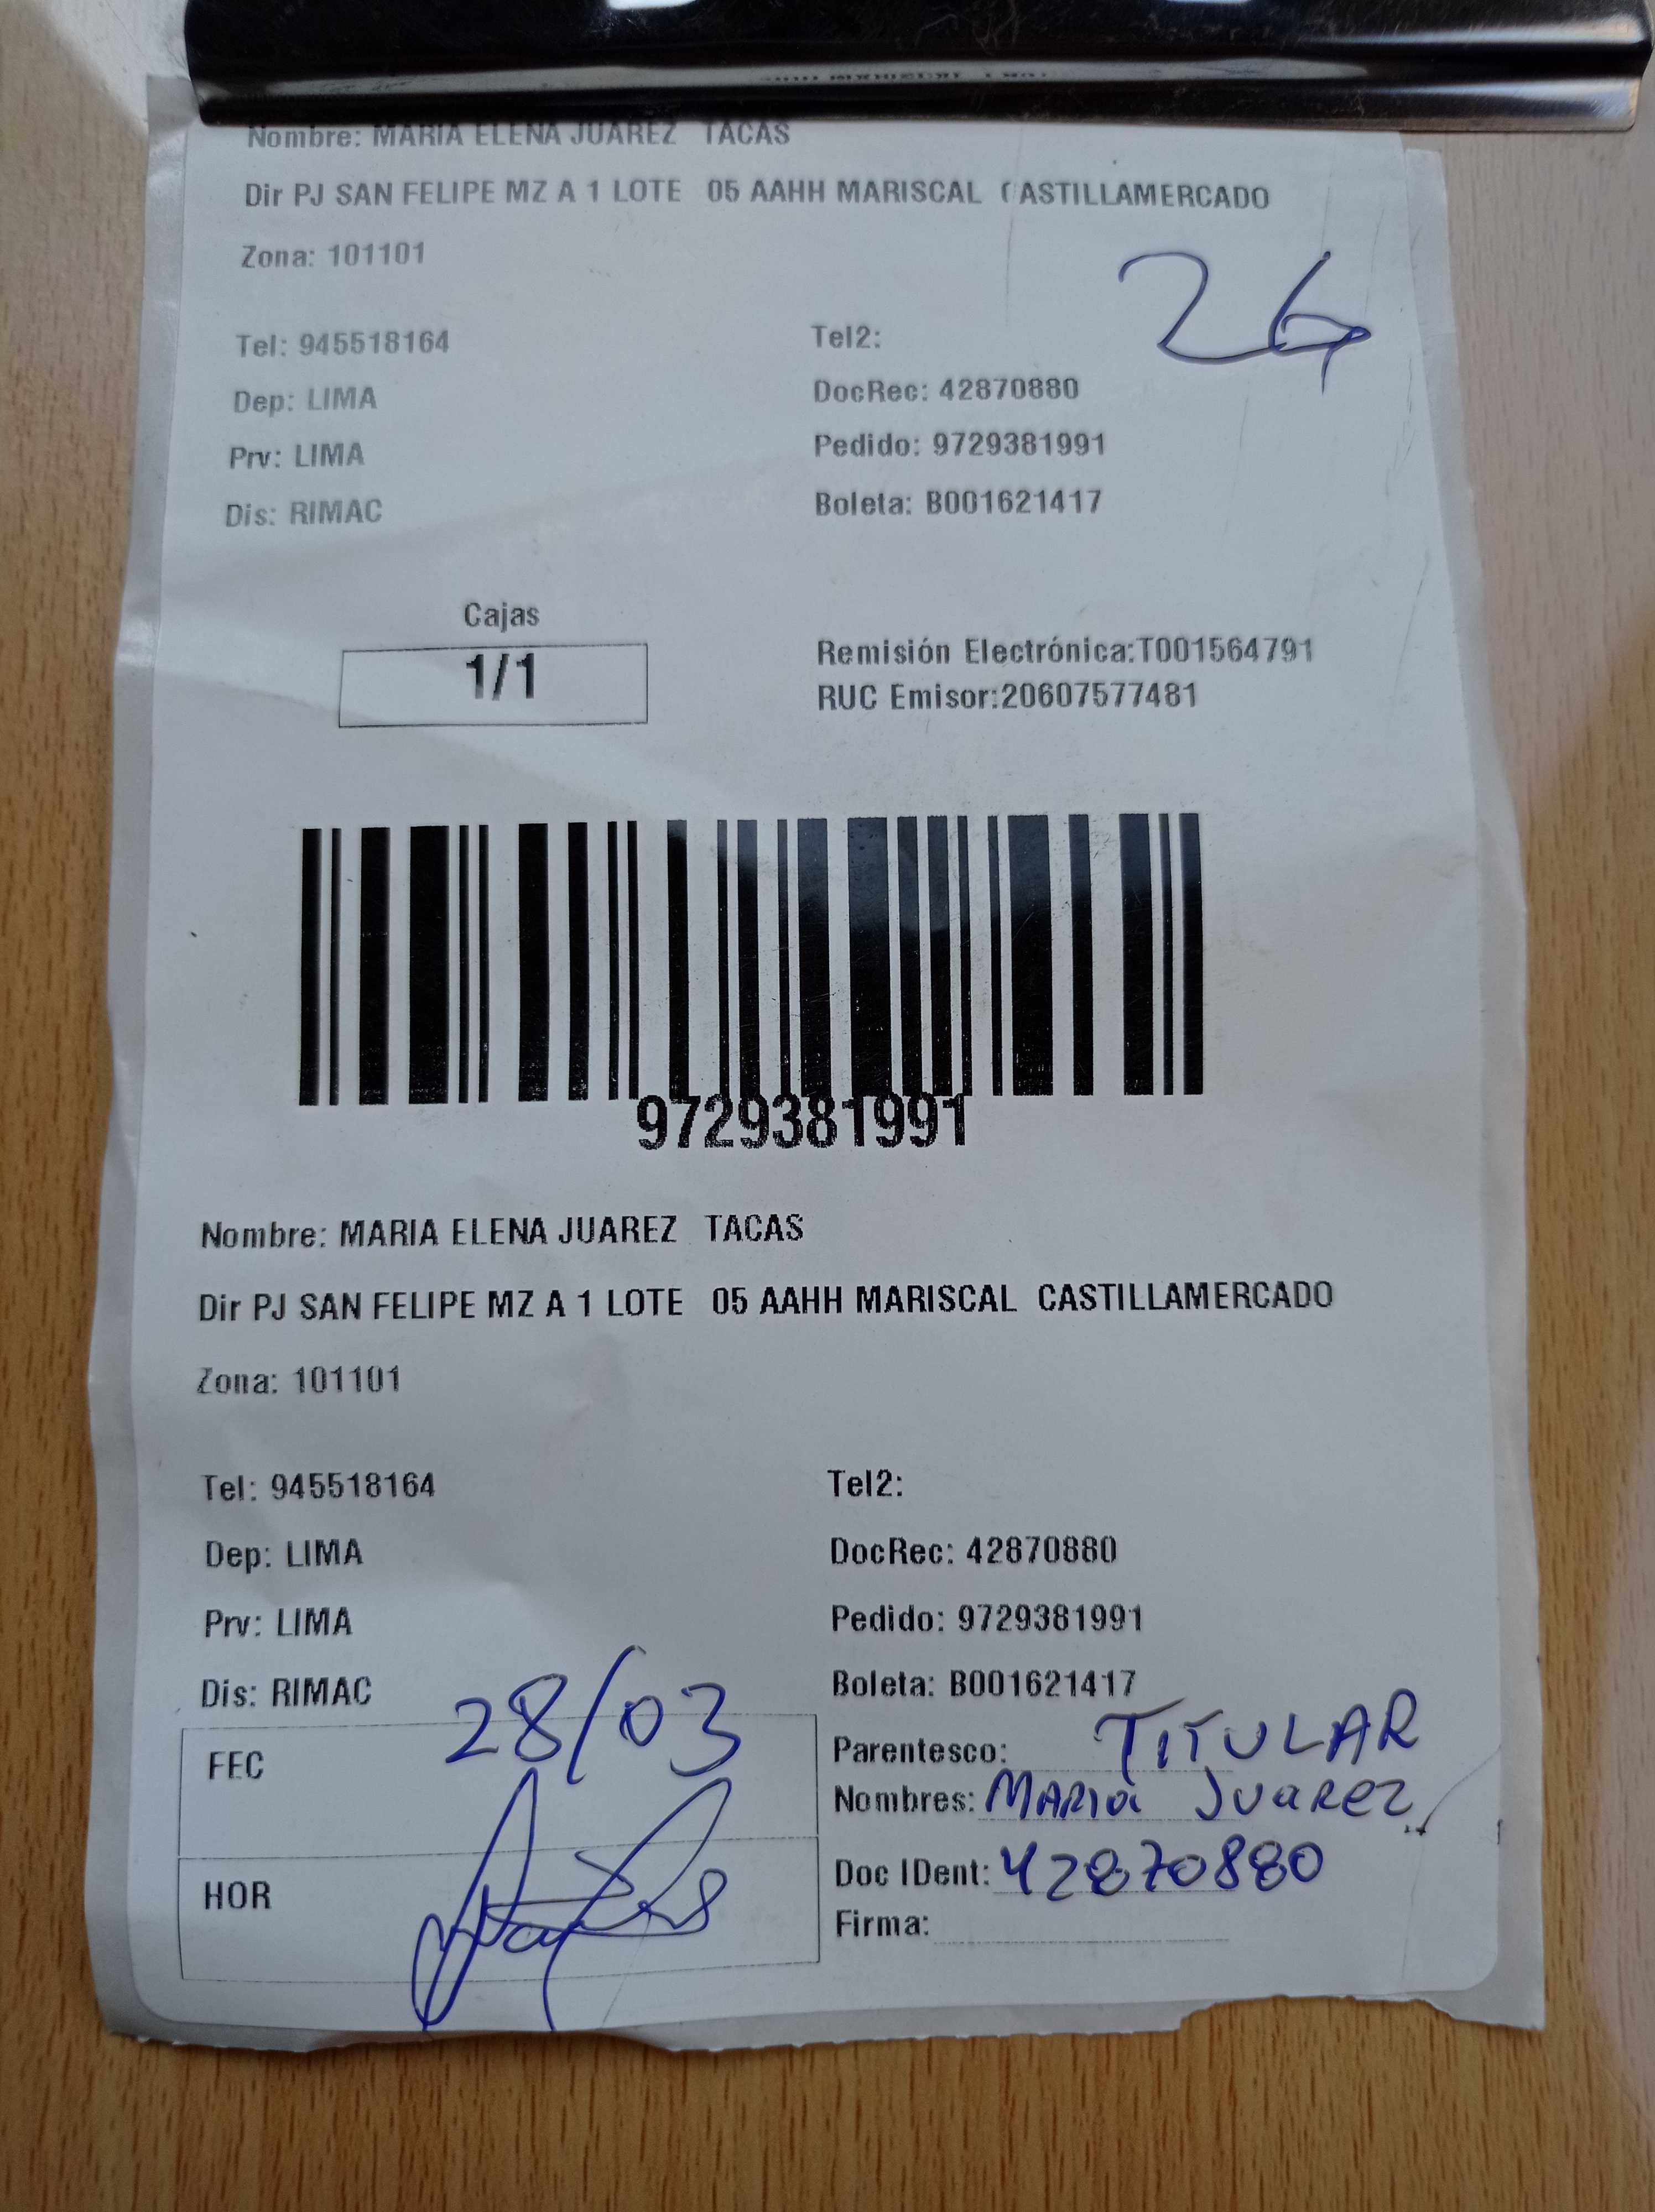 Nombre: MARIA ELENA JUAREZ TACAS
Dir PJ SAN FELIPE MZ A 1 LOTE 05 AAHH MARISCAL CASTILLAMERCADO
Zona: 101101
26
Tel: 945518164 Tel2:
Dep: LIMA DocRec: 42870880
Prv: LIMA Pedido: 9729381991
Dis: RIMAC Boleta: B001621417
Cajas
1/1
Remisión Electrónica:T001564791
RUC Emisor:20607577481
9729381991
Nombre: MARIA ELENA JUAREZ TACAS
Dir PJ SAN FELIPE MZ A 1 LOTE 05 AAHH MARISCAL CASTILLAMERCADO
Zona: 101101
Tel: 945518164 Tel2:
Dep: LIMA DocRec: 42870880
Prv: LIMA Pedido: 9729381991
Dis: RIMAC Boleta: B001621417
FEC 28/03
HOR
Parentesco: TITULAR
Nombres: MARIA JUAREZ
Doc IDent: 42870880
Firma: